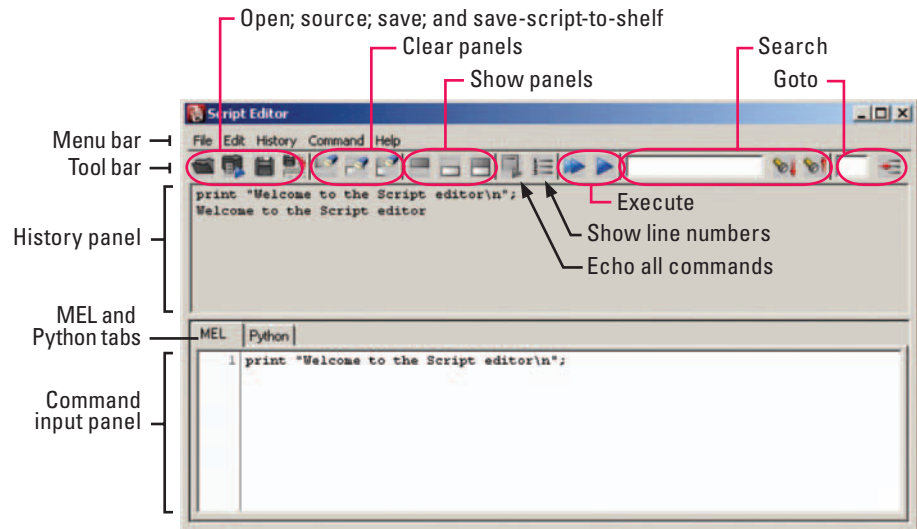 Open; source; save; and save-script-to-shelf
Clear panels
Search
Show panels
Goto
Script Editor
Menu bar
File Edit History Command Help
Tool bar
print "Welcome to the Script editor\n";
Welcome to the Script editor
Execute
History panel
Show line numbers
Echo all commands
MEL and
Python tabs
MEL Python
1 print "Welcome to the Script editor\n";
Command
input panel